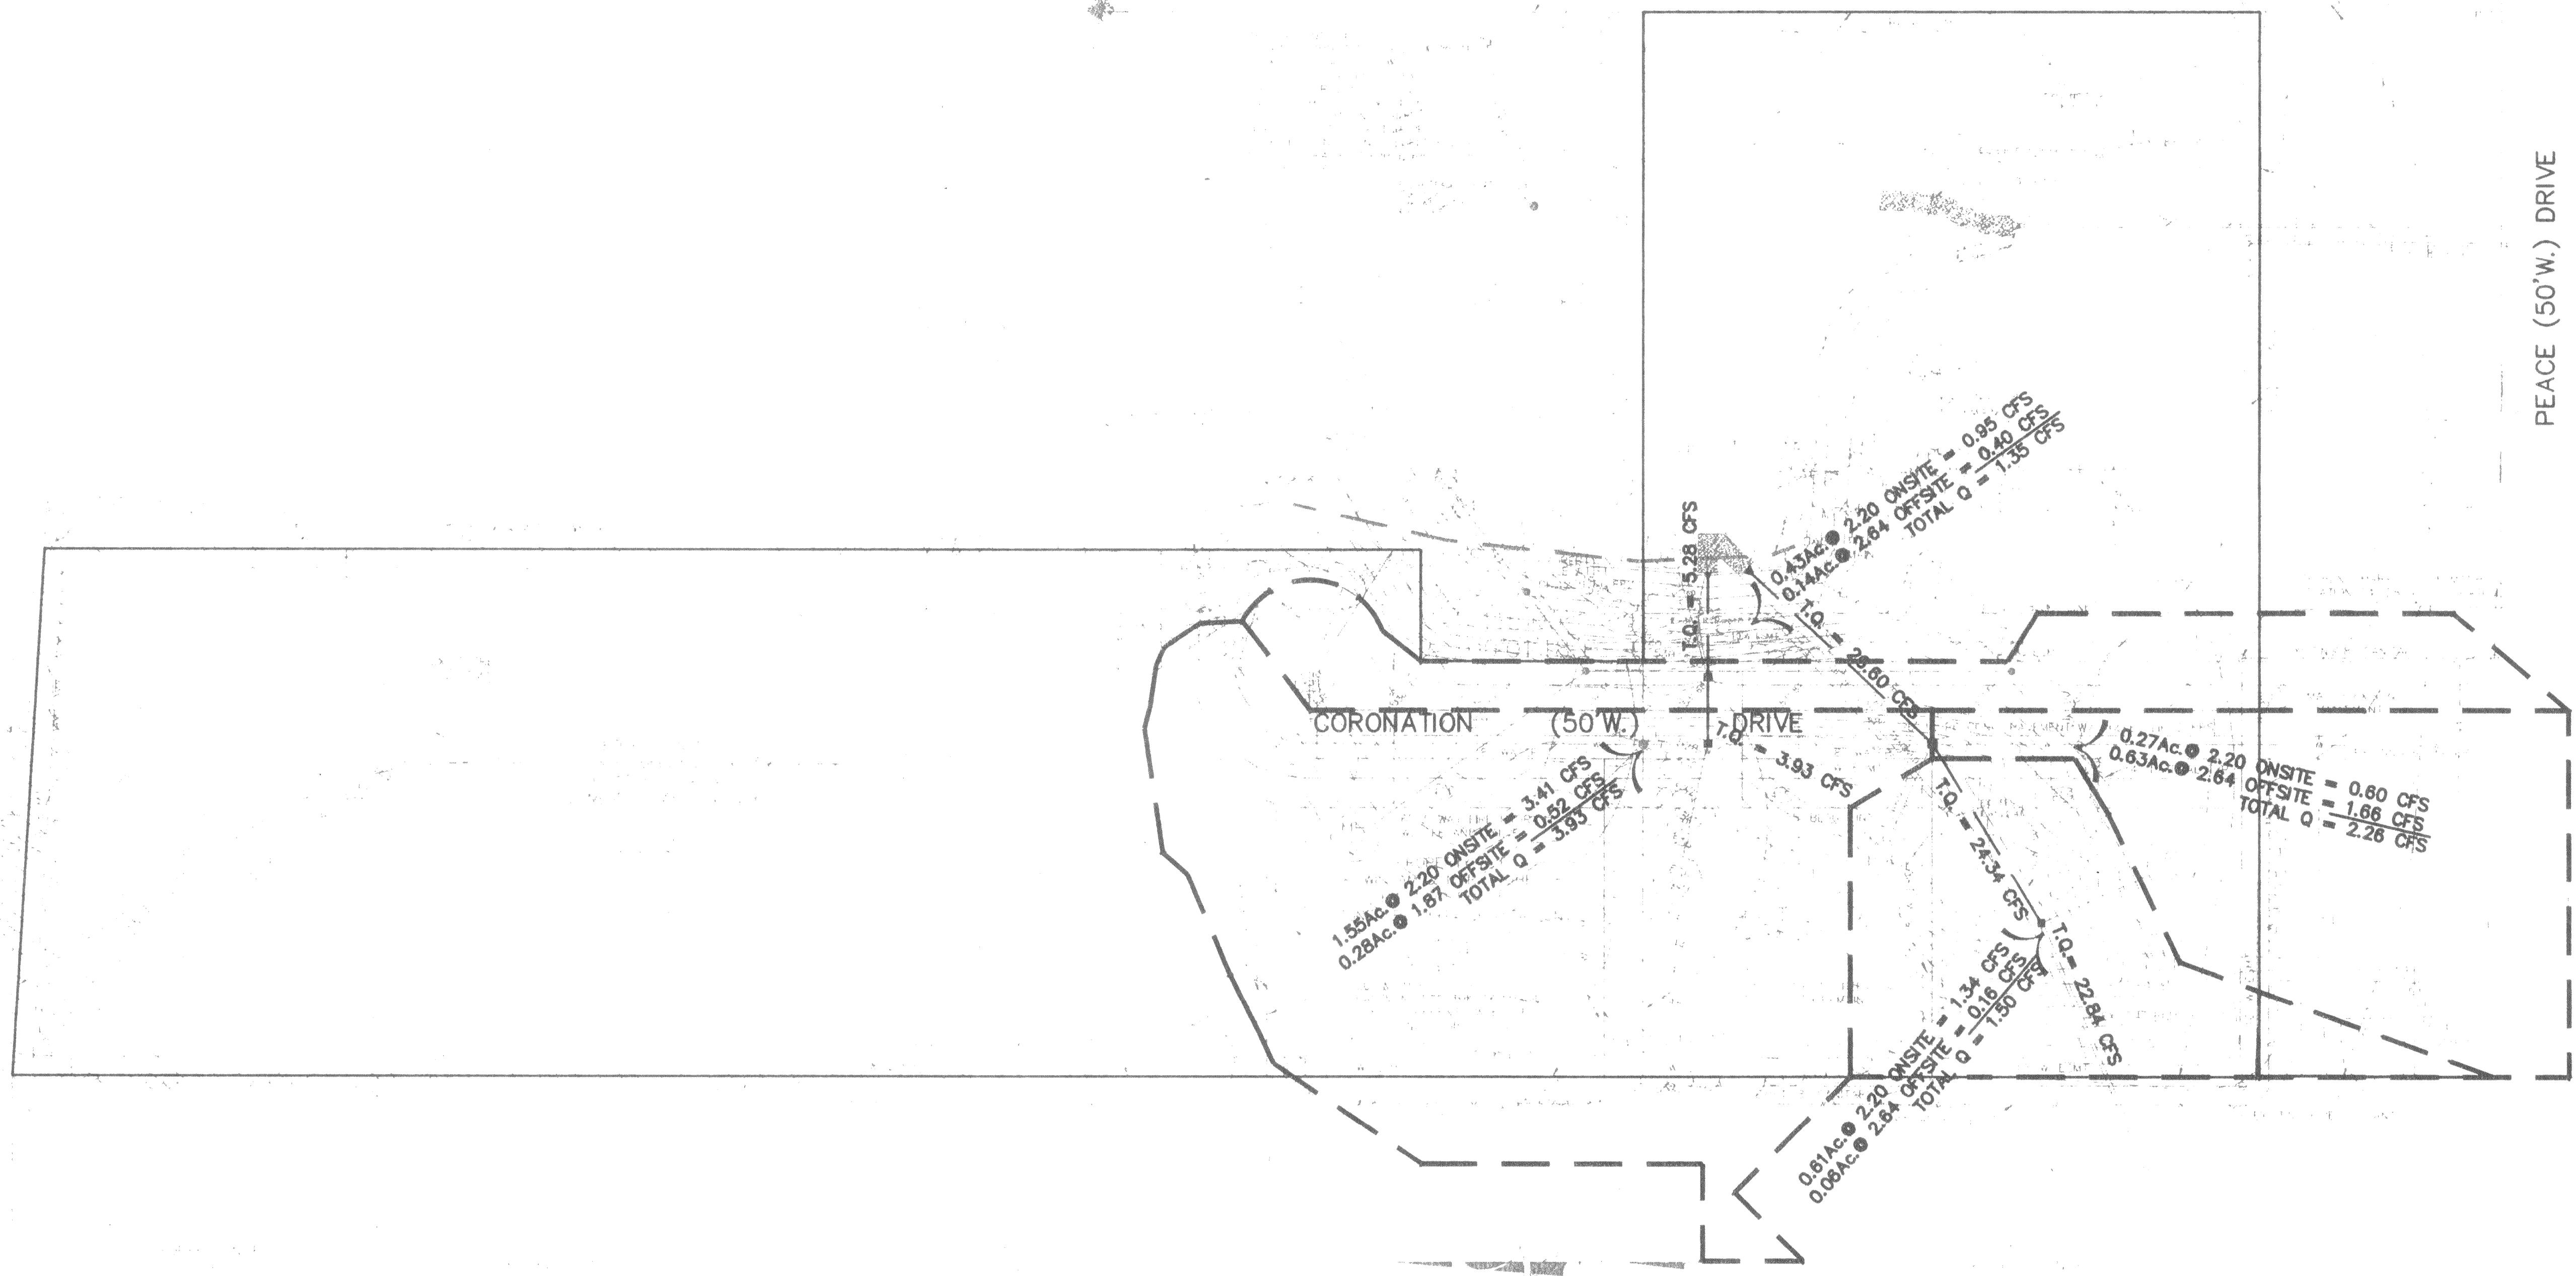 PEACE (50'W.) DRIVE
0.43Ac.@ 2.20 ONSITE = 0.95 CFS
0.14Ac.@ 2.64 OFFSITE = 0.40 CFS
TOTAL Q = 1.35 CFS
T.Q. = 5.28 CFS
T.Q. = 26.60 CFS
CORONATION (50'W.) DRIVE
T.Q. = 3.93 CFS
0.27Ac.@ 2.20 ONSITE = 0.60 CFS
0.63Ac.@ 2.64 OFFSITE = 1.66 CFS
TOTAL Q = 2.26 CFS
1.55Ac.@ 2.20 ONSITE = 3.41 CFS
0.28Ac.@ 1.87 OFFSITE = 0.52 CFS
TOTAL Q = 3.93 CFS
T.Q. = 24.34 CFS
T.Q.= 22.84 CFS
0.61Ac.@ 2.20 ONSITE = 1.34 CFS
0.06Ac.@ 2.64 OFFSITE = 0.16 CFS
TOTAL Q = 1.50 CFS